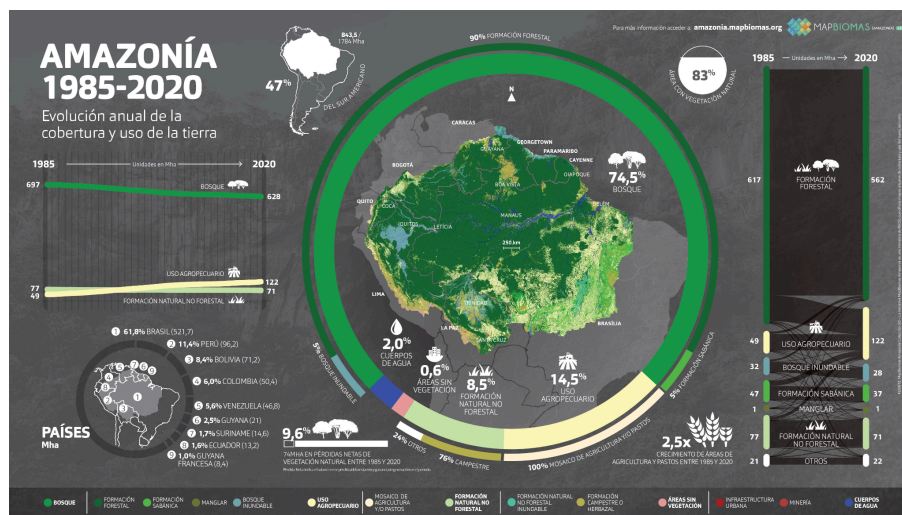 Para más información acceder a: amazonia.mapbiomas.org
MAPBIOMAS
[AMAZONÍA]
AMAZONÍA
1985-2020
Evolución anual de la
cobertura y uso de la tierra
843,5 /
1784 Mha
47%
DEL SUR AMERICANO
90% FORMACIÓN FORESTAL
83%
ÁREA CON VEGETACIÓN NATURAL
1985
Unidades en Mha
2020
697
BOSQUE
628
USO AGROPECUARIO
122
77
71
49
FORMACIÓN NATURAL NO FORESTAL
N
CARACAS
GEORGETOWN
GUAYANA
PARAMARIBO
BOGOTÁ
CAYENNE
BOA VISTA
OIAPOQUE
74,5%
BOSQUE
QUITO
COCA
MANAUS
BELÉM
IQUITOS
LETÍCIA
250 km
LIMA
TRINIDAD
LA PAZ
BRASÍLIA
SANTA CRUZ
2,0%
CUERPOS
DE AGUA
0,6%
ÁREAS SIN
VEGETACIÓN
8,5%
FORMACIÓN
NATURAL
NO FORESTAL
14,5%
USO
AGROPECUARIO
5% BOSQUE INUNDABLE
5% FORMACIÓN SABÁNICA
24% OTROS
76% CAMPESTRE
100% MOSAICO DE AGRICULTURA Y/O PASTOS
1 61,8% BRASIL (521,7)
2 11,4% PERÚ (96,2)
3 8,4% BOLIVIA (71,2)
4 6,0% COLOMBIA (50,4)
5 5,6% VENEZUELA (46,8)
6 2,5% GUYANA (21)
7 1,7% SURINAME (14,6)
8 1,6% ECUADOR (13,2)
9 1,0% GUYANA
FRANCESA (8,4)
PAÍSES
Mha
9,6%
74MHA EN PÉRDIDAS NETAS DE
VEGETACIÓN NATURAL ENTRE 1985 Y 2020
2,5x
CRECIMIENTO DE ÁREAS DE
AGRICULTURA Y PASTOS ENTRE 1985 Y 2020
1985
Unidades en Mha
2020
617
FORMACIÓN
FORESTAL
562
49
USO AGROPECUARIO
122
32
BOSQUE INUNDABLE
28
47
FORMACIÓN SABÁNICA
37
1
MANGLAR
1
77
FORMACIÓN NATURAL
NO FORESTAL
71
21
OTROS
22
BOSQUE
FORMACIÓN
FORESTAL
FORMACIÓN
SABÁNICA
MANGLAR
BOSQUE
INUNDABLE
USO
AGROPECUARIO
MOSAICO DE
AGRICULTURA
Y/O PASTOS
FORMACIÓN
NATURAL
NO FORESTAL
FORMACIÓN NATURAL
NO FORESTAL
INUNDABLE
FORMACIÓN
CAMPESTRE O
HERBAZAL
ÁREAS SIN
VEGETACIÓN
INFRAESTRUCTURA
URBANA
MINERÍA
CUERPOS
DE AGUA